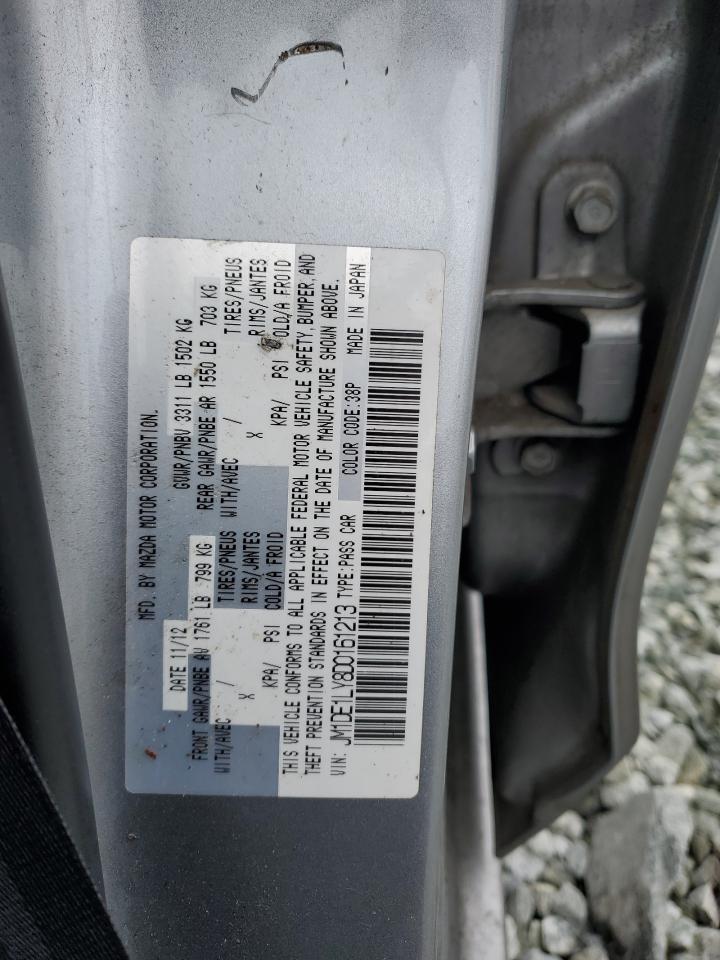 MFD. BY MAZDA MOTOR CORPORATION.
DATE 11/12 GVWR/PNBV 3311 LB 1502 KG
FRONT GAWR/PNBE AV 1761 LB 799 KG REAR GAWR/PNBE AR 1550 LB 703 KG
WITH/AVEC TIRES/PNEUS WITH/AVEC TIRES/PNEUS
X / RIMS/JANTES X / RIMS/JANTES
KPA/ PSI COLD/A FROID KPA/ PSI OLD/A FROID
THIS VEHICLE CONFORMS TO ALL APPLICABLE FEDERAL MOTOR VEHICLE SAFETY, BUMPER, AND
THEFT PREVENTION STANDARDS IN EFFECT ON THE DATE OF MANUFACTURE SHOWN ABOVE.
VIN: JM1DE1LY8D0161213 TYPE:PASS CAR COLOR CODE:38P MADE IN JAPAN